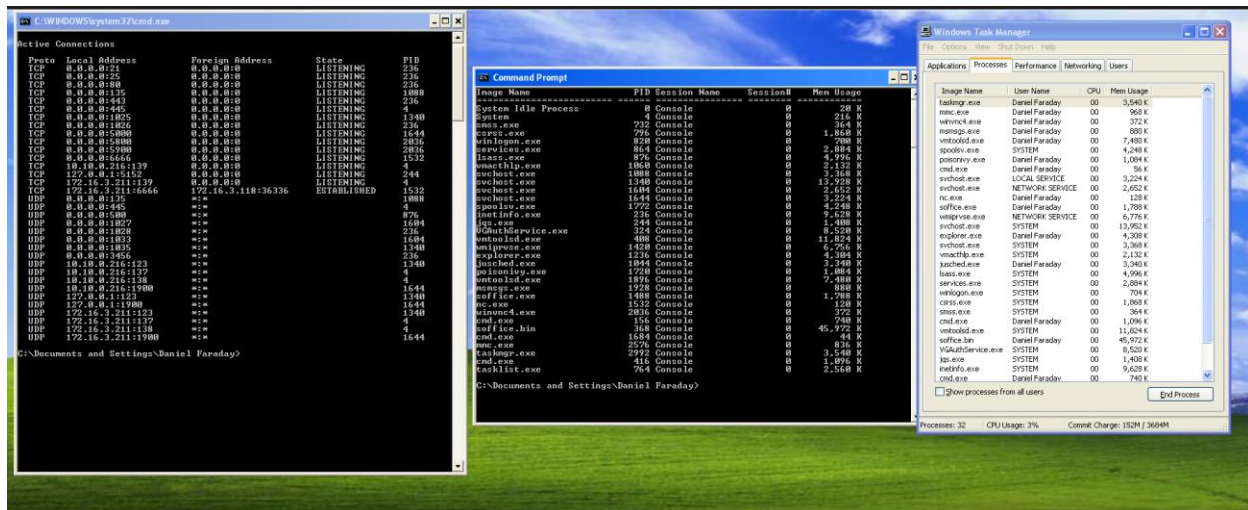 C:\WINDOWS\system32\cmd.exe
Active Connections
Proto Local Address Foreign Address State PID
TCP 0.0.0.0:21 0.0.0.0:0 LISTENING 236
TCP 0.0.0.0:25 0.0.0.0:0 LISTENING 236
TCP 0.0.0.0:80 0.0.0.0:0 LISTENING 236
TCP 0.0.0.0:135 0.0.0.0:0 LISTENING 1088
TCP 0.0.0.0:443 0.0.0.0:0 LISTENING 236
TCP 0.0.0.0:445 0.0.0.0:0 LISTENING 4
TCP 0.0.0.0:1025 0.0.0.0:0 LISTENING 1340
TCP 0.0.0.0:1026 0.0.0.0:0 LISTENING 236
TCP 0.0.0.0:5000 0.0.0.0:0 LISTENING 1644
TCP 0.0.0.0:5800 0.0.0.0:0 LISTENING 2036
TCP 0.0.0.0:5900 0.0.0.0:0 LISTENING 2036
TCP 0.0.0.0:6666 0.0.0.0:0 LISTENING 1532
TCP 10.10.0.216:139 0.0.0.0:0 LISTENING 4
TCP 127.0.0.1:5152 0.0.0.0:0 LISTENING 244
TCP 172.16.3.211:139 0.0.0.0:0 LISTENING 4
TCP 172.16.3.211:6666 172.16.3.118:36336 ESTABLISHED 1532
UDP 0.0.0.0:135 *:* 1088
UDP 0.0.0.0:445 *:* 4
UDP 0.0.0.0:500 *:* 876
UDP 0.0.0.0:1027 *:* 1604
UDP 0.0.0.0:1028 *:* 236
UDP 0.0.0.0:1033 *:* 1604
UDP 0.0.0.0:1035 *:* 1340
UDP 0.0.0.0:3456 *:* 236
UDP 10.10.0.216:123 *:* 1340
UDP 10.10.0.216:137 *:* 4
UDP 10.10.0.216:138 *:* 4
UDP 10.10.0.216:1900 *:* 1644
UDP 127.0.0.1:123 *:* 1340
UDP 127.0.0.1:1900 *:* 1644
UDP 172.16.3.211:123 *:* 1340
UDP 172.16.3.211:137 *:* 4
UDP 172.16.3.211:138 *:* 4
UDP 172.16.3.211:1900 *:* 1644
C:\Documents and Settings\Daniel Faraday>
Command Prompt
Image Name PID Session Name Session# Mem Usage
========================= ====== ================ ======== ============
System Idle Process 0 Console 0 20 K
System 4 Console 0 216 K
smss.exe 732 Console 0 364 K
csrss.exe 796 Console 0 1,860 K
winlogon.exe 820 Console 0 700 K
services.exe 864 Console 0 2,884 K
lsass.exe 876 Console 0 4,996 K
vmacthlp.exe 1060 Console 0 2,132 K
svchost.exe 1088 Console 0 3,368 K
svchost.exe 1340 Console 0 13,928 K
svchost.exe 1604 Console 0 2,652 K
svchost.exe 1644 Console 0 3,224 K
spoolsv.exe 1772 Console 0 4,248 K
inetinfo.exe 236 Console 0 9,628 K
jqs.exe 244 Console 0 1,408 K
VGAuthService.exe 324 Console 0 8,520 K
vmtoolsd.exe 408 Console 0 11,824 K
wmiprvse.exe 1420 Console 0 6,756 K
explorer.exe 1236 Console 0 4,304 K
jusched.exe 1044 Console 0 3,340 K
poisonivy.exe 1720 Console 0 1,084 K
vmtoolsd.exe 1896 Console 0 7,480 K
msmsgs.exe 1928 Console 0 880 K
soffice.exe 1488 Console 0 1,788 K
nc.exe 1532 Console 0 120 K
winvnc4.exe 2036 Console 0 372 K
cmd.exe 156 Console 0 740 K
soffice.bin 368 Console 0 45,972 K
cmd.exe 1684 Console 0 44 K
mmc.exe 2576 Console 0 836 K
taskmgr.exe 2992 Console 0 3,540 K
cmd.exe 416 Console 0 1,096 K
tasklist.exe 764 Console 0 2,560 K
C:\Documents and Settings\Daniel Faraday>
Windows Task Manager
File Options View Shut Down Help
Applications Processes Performance Networking Users
Image Name User Name CPU Mem Usage
taskmgr.exe Daniel Faraday 00 3,540 K
mmc.exe Daniel Faraday 00 968 K
winvnc4.exe Daniel Faraday 00 372 K
msmsgs.exe Daniel Faraday 00 880 K
vmtoolsd.exe Daniel Faraday 00 7,480 K
spoolsv.exe SYSTEM 00 4,248 K
poisonivy.exe Daniel Faraday 00 1,084 K
cmd.exe Daniel Faraday 00 56 K
svchost.exe LOCAL SERVICE 00 3,224 K
svchost.exe NETWORK SERVICE 00 2,652 K
nc.exe Daniel Faraday 00 128 K
soffice.exe Daniel Faraday 00 1,788 K
wmiprvse.exe NETWORK SERVICE 00 6,776 K
svchost.exe SYSTEM 00 13,952 K
explorer.exe Daniel Faraday 00 4,308 K
svchost.exe SYSTEM 00 3,368 K
vmacthlp.exe SYSTEM 00 2,132 K
jusched.exe Daniel Faraday 00 3,340 K
lsass.exe SYSTEM 00 4,996 K
services.exe SYSTEM 00 2,884 K
winlogon.exe SYSTEM 00 704 K
csrss.exe SYSTEM 00 1,868 K
smss.exe SYSTEM 00 364 K
cmd.exe Daniel Faraday 00 1,096 K
vmtoolsd.exe SYSTEM 00 11,824 K
soffice.bin Daniel Faraday 00 45,972 K
VGAuthService.exe SYSTEM 00 8,520 K
jqs.exe SYSTEM 00 1,408 K
inetinfo.exe SYSTEM 00 9,628 K
cmd.exe Daniel Faraday 00 740 K
Show processes from all users
End Process
Processes: 32 CPU Usage: 3% Commit Charge: 152M / 3684M